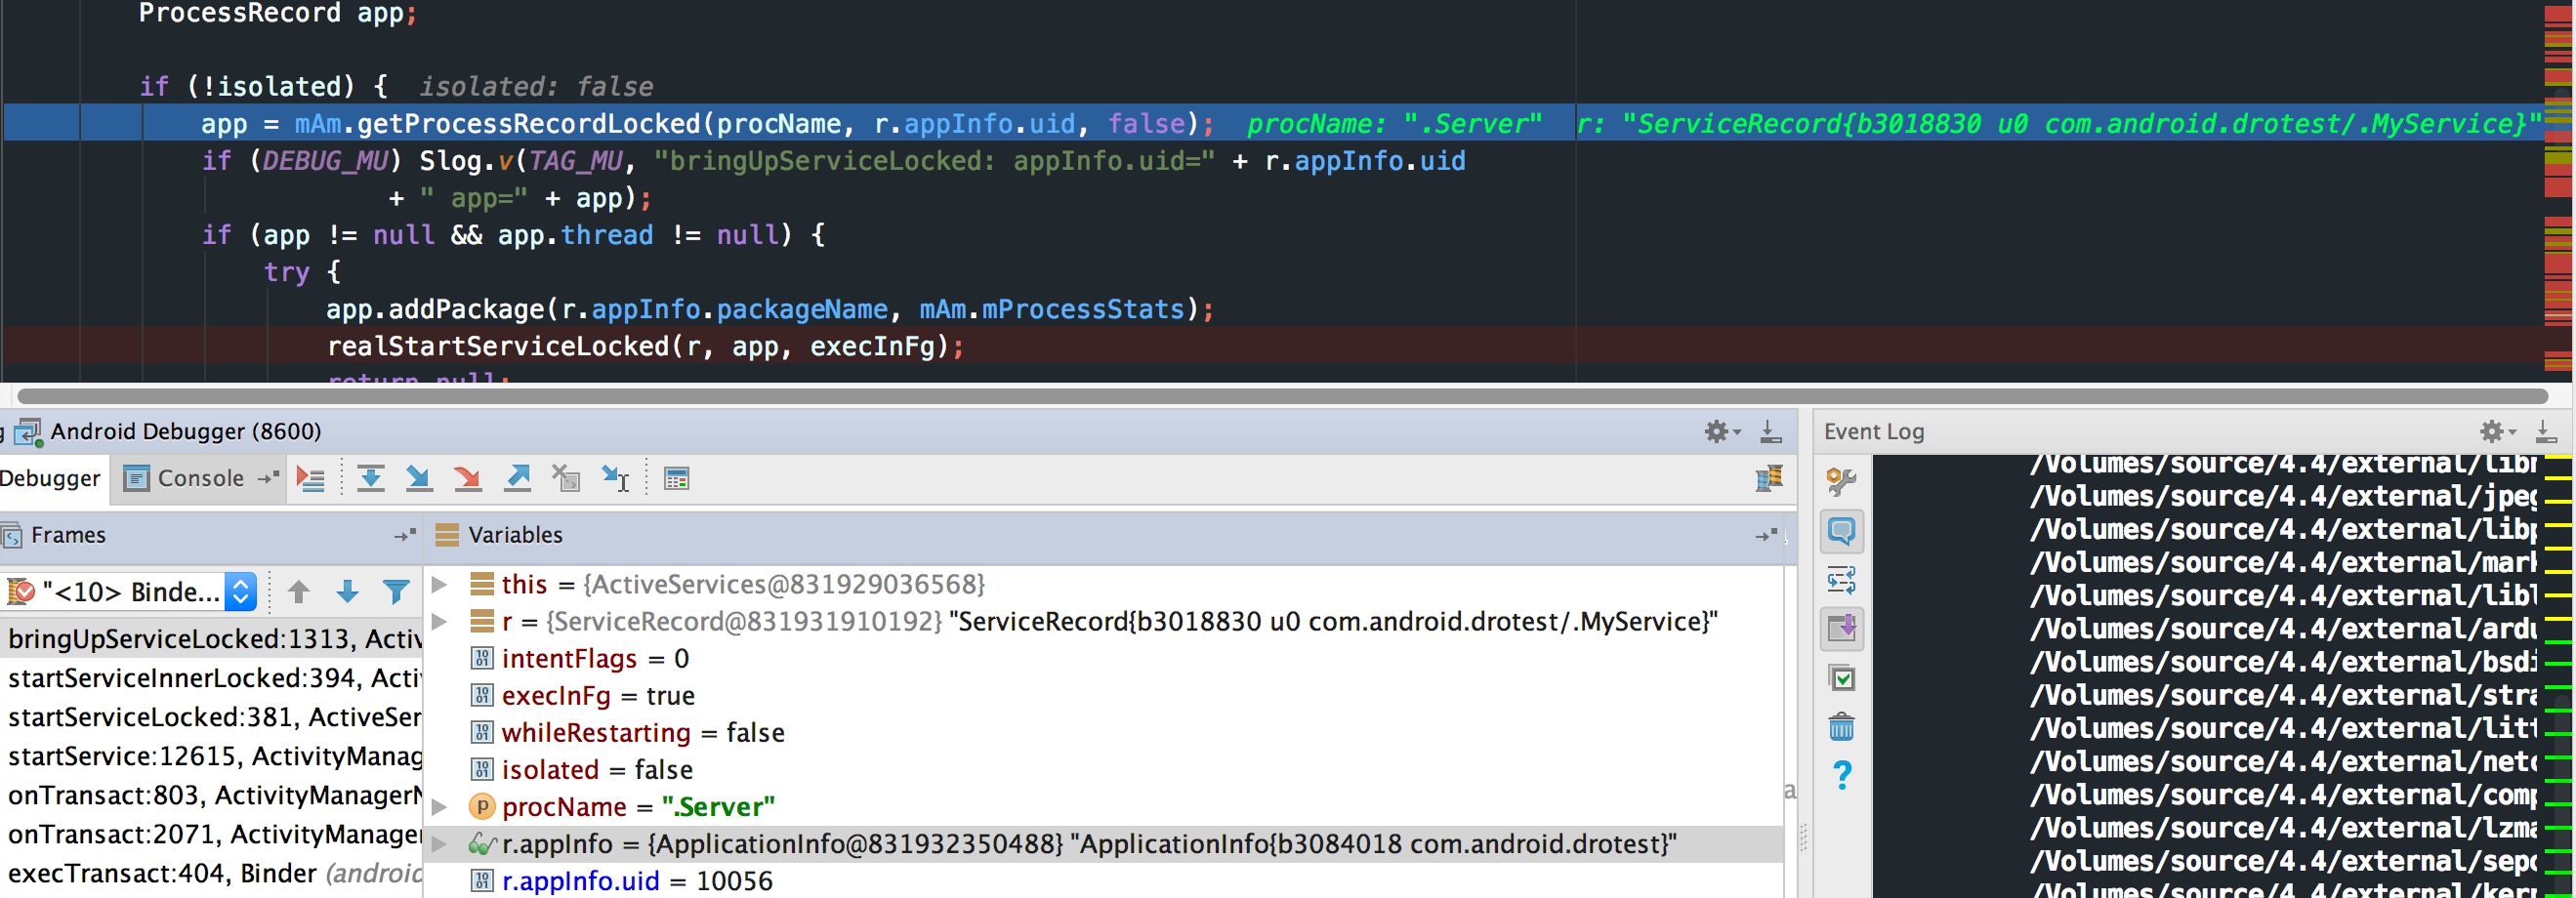 ProcessRecord app;
if (!isolated) {  isolated: false
app = mAm.getProcessRecordLocked(procName, r.appInfo.uid, false);  procName: ".Server"  r: "ServiceRecord{b3018830 u0 com.android.drotest/.MyService}"
if (DEBUG_MU) Slog.v(TAG_MU, "bringUpServiceLocked: appInfo.uid=" + r.appInfo.uid
+ " app=" + app);
if (app != null && app.thread != null) {
try {
app.addPackage(r.appInfo.packageName, mAm.mProcessStats);
realStartServiceLocked(r, app, execInFg);
return null;
Android Debugger (8600)
Debugger
Console
Frames
"<10> Binde...
bringUpServiceLocked:1313, Activ
startServiceInnerLocked:394, Acti
startServiceLocked:381, ActiveSer
startService:12615, ActivityManag
onTransact:803, ActivityManagerN
onTransact:2071, ActivityManager
execTransact:404, Binder (android
Variables
this = {ActiveServices@831929036568}
r = {ServiceRecord@831931910192} "ServiceRecord{b3018830 u0 com.android.drotest/.MyService}"
intentFlags = 0
execInFg = true
whileRestarting = false
isolated = false
procName = ".Server"
r.appInfo = {ApplicationInfo@831932350488} "ApplicationInfo{b3084018 com.android.drotest}"
r.appInfo.uid = 10056
Event Log
/Volumes/source/4.4/external/lib
/Volumes/source/4.4/external/jpeg
/Volumes/source/4.4/external/libp
/Volumes/source/4.4/external/mark
/Volumes/source/4.4/external/libl
/Volumes/source/4.4/external/ardu
/Volumes/source/4.4/external/bsdi
/Volumes/source/4.4/external/stra
/Volumes/source/4.4/external/litt
/Volumes/source/4.4/external/netc
/Volumes/source/4.4/external/comp
/Volumes/source/4.4/external/lzma
/Volumes/source/4.4/external/sepo
/Volumes/source/4.4/external/kern